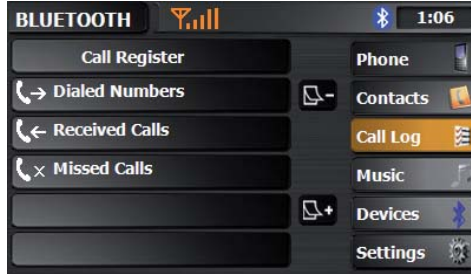 BLUETOOTH 1:06
Call Register
Dialed Numbers
Received Calls
Missed Calls
Phone
Contacts
Call Log
Music
Devices
Settings